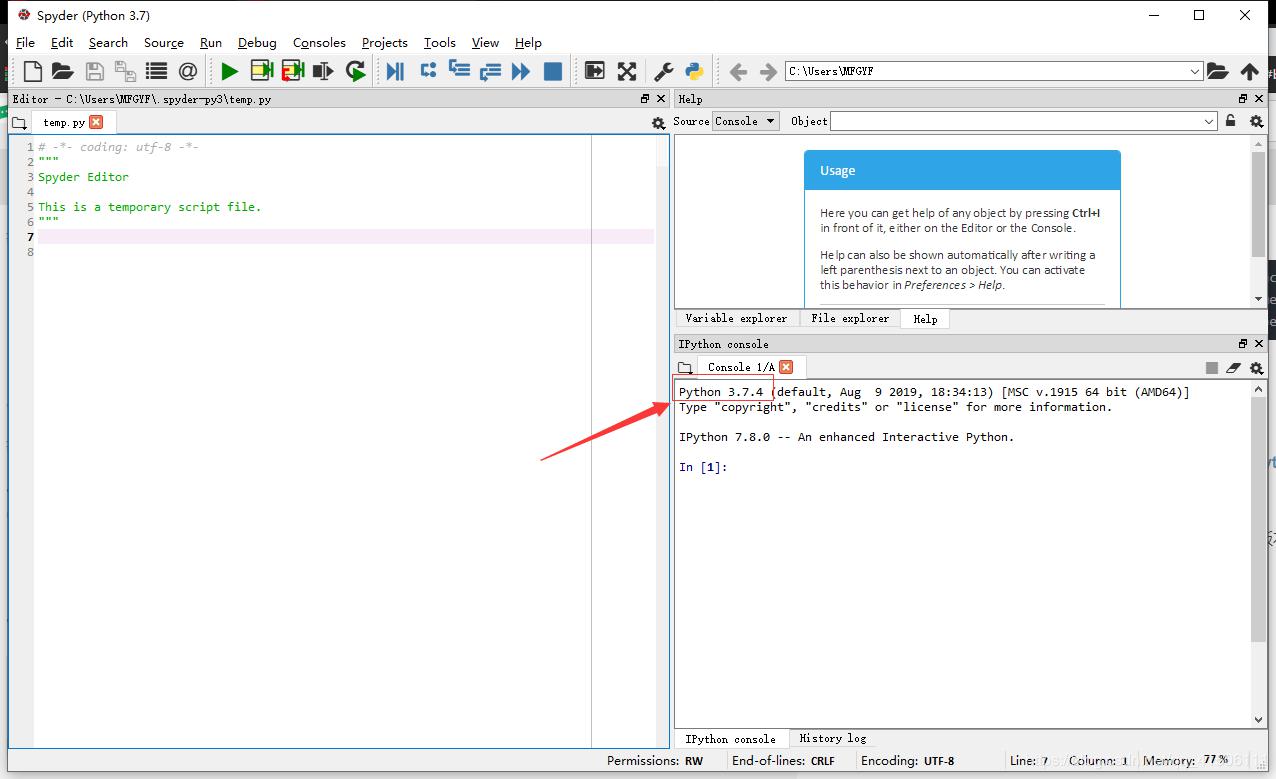 Spyder (Python 3.7)
File Edit Search Source Run Debug Consoles Projects Tools View Help
C:\Users\MFGYF
Editor - C:\Users\MFGYF\.spyder-py3\temp.py
temp.py
1 # -*- coding: utf-8 -*-
2 """
3 Spyder Editor
4
5 This is a temporary script file.
6 """
7
8
Help
Source Console Object
Usage
Here you can get help of any object by pressing Ctrl+I
in front of it, either on the Editor or the Console.
Help can also be shown automatically after writing a
left parenthesis next to an object. You can activate
this behavior in Preferences > Help.
Variable explorer File explorer Help
IPython console
Console 1/A
Python 3.7.4 (default, Aug  9 2019, 18:34:13) [MSC v.1915 64 bit (AMD64)]
Type "copyright", "credits" or "license" for more information.
IPython 7.8.0 -- An enhanced Interactive Python.
In [1]:
IPython console History log
Permissions: RW End-of-lines: CRLF Encoding: UTF-8 Line: 7 Column: 1 Memory: 77 %